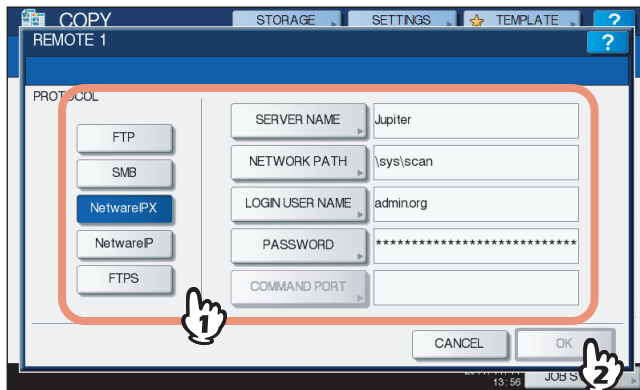 COPY STORAGE SETTINGS TEMPLATE ?
REMOTE 1 ?
PROTOCOL
FTP
SMB
NetwareIPX
NetwareIP
FTPS
SERVER NAME Jupiter
NETWORK PATH \sys\scan
LOGIN USER NAME admin.org
PASSWORD ****************************
COMMAND PORT
1
CANCEL OK
2
13:56 JOB S